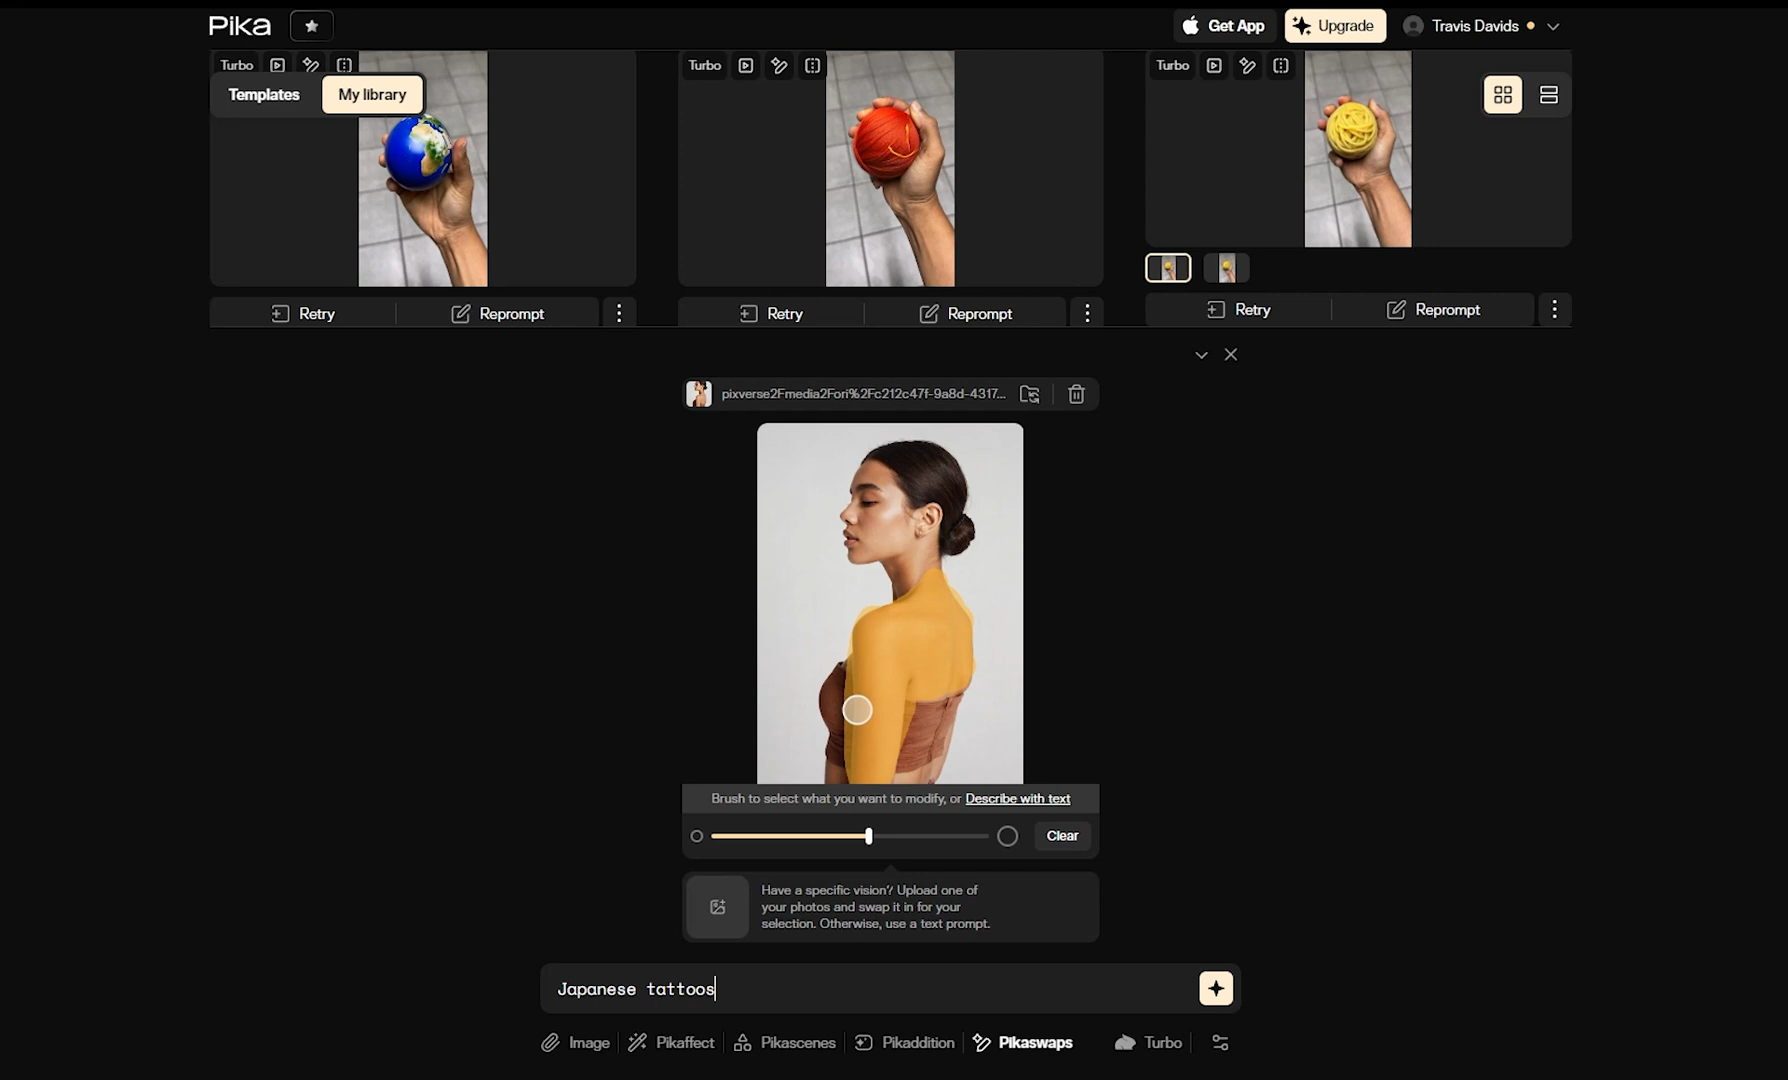 Pika
Get App
Upgrade
Travis Davids
Turbo
Turbo
Turbo
Templates
My library
Retry
Reprompt
Retry
Reprompt
Retry
Reprompt
pixverse2Fmedia2Fori%2Fc212c47f-9a8d-4317...
Brush to select what you want to modify, or Describe with text
Clear
Have a specific vision? Upload one of
your photos and swap it in for your
selection. Otherwise, use a text prompt.
Japanese tattoos
Image
Pikaffect
Pikascenes
Pikaddition
Pikaswaps
Turbo